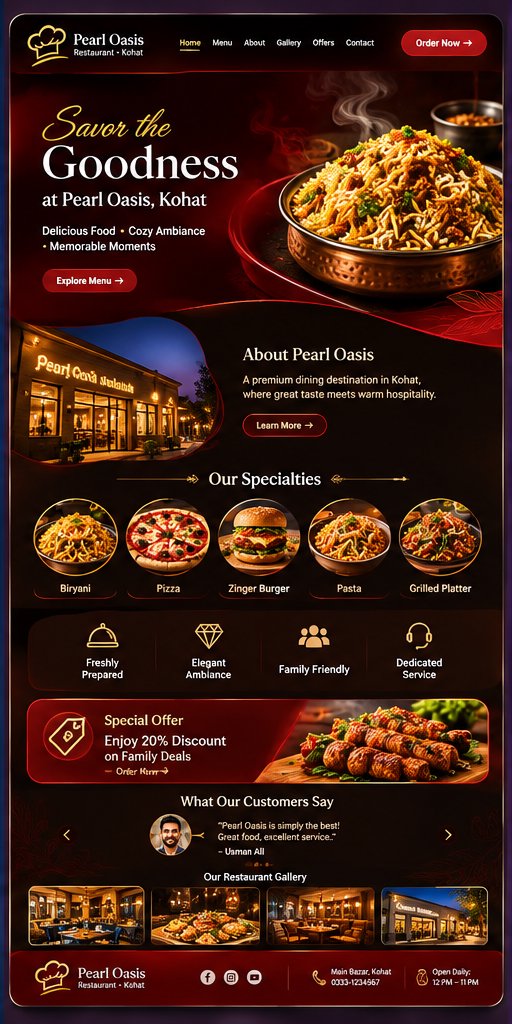 Pearl Oasis
Restaurant • Kohat
Home Menu About Gallery Offers Contact
Order Now →
Savor the
Goodness
at Pearl Oasis, Kohat
Delicious Food • Cozy Ambiance
• Memorable Moments
Explore Menu →
Pearl
About Pearl Oasis
A premium dining destination in Kohat,
where great taste meets warm hospitality.
Learn More →
Our Specialties
Biryani
Pizza
Zinger Burger
Pasta
Grilled Platter
Freshly
Prepared
Elegant
Ambiance
Family Friendly
Dedicated
Service
Special Offer
Enjoy 20% Discount
on Family Deals
What Our Customers Say
"Pearl Oasis is simply the best!
Great food, excellent service.."
– Usman Ali
Our Restaurant Gallery
Pearl Oasis
Restaurant • Kohat
Main Bazar, Kohat
0333-1234567
Open Daily:
12 PM – 11 PM